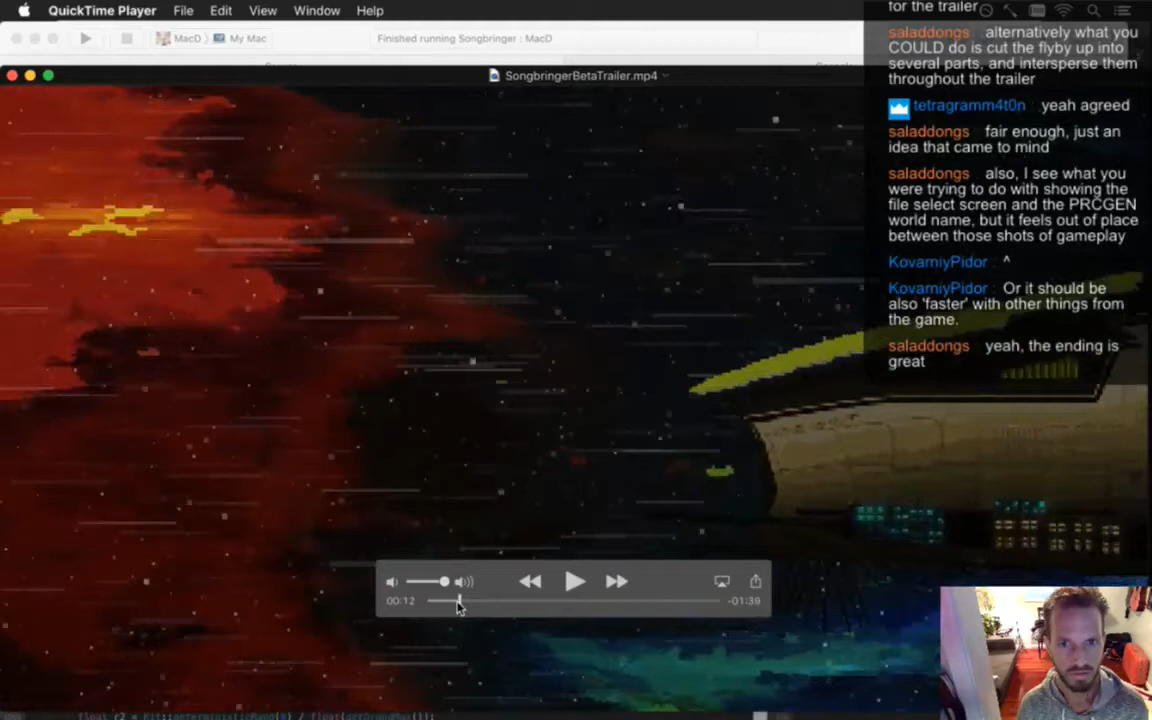 QuickTime Player File Edit View Window Help
MacD My Mac
Finished running Songbringer : MacD
SongbringerBetaTrailer.mp4
for the trailer
saladdongs alternatively what you
COULD do is cut the flyby up into
several parts, and intersperse them
throughout the trailer
tetragramm4t0n yeah agreed
saladdongs fair enough, just an
idea that came to mind
saladdongs also, I see what you
were trying to do with showing the
file select screen and the PRCGEN
world name, but it feels out of place
between those shots of gameplay
KovarniyPidor ^
KovarniyPidor Or it should be
also 'faster' with other things from
the game.
saladdongs yeah, the ending is
great
00:12
-01:39